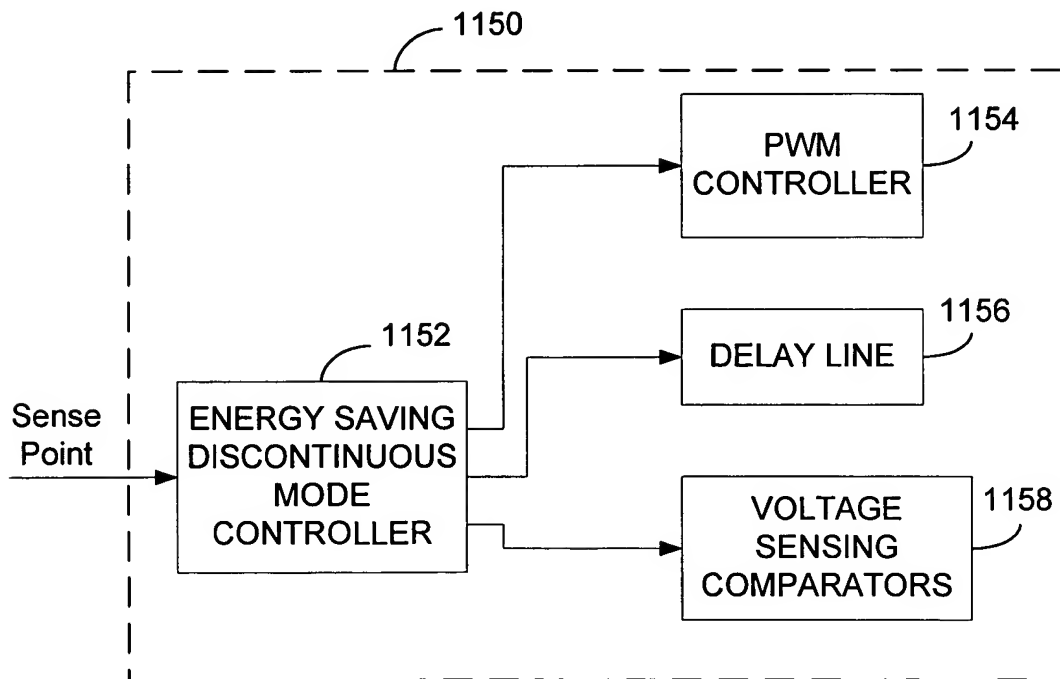 1150
1154
PWM
CONTROLLER
1156
DELAY LINE
1152
Sense
Point
ENERGY SAVING
DISCONTINUOUS
MODE
CONTROLLER
1158
VOLTAGE
SENSING
COMPARATORS